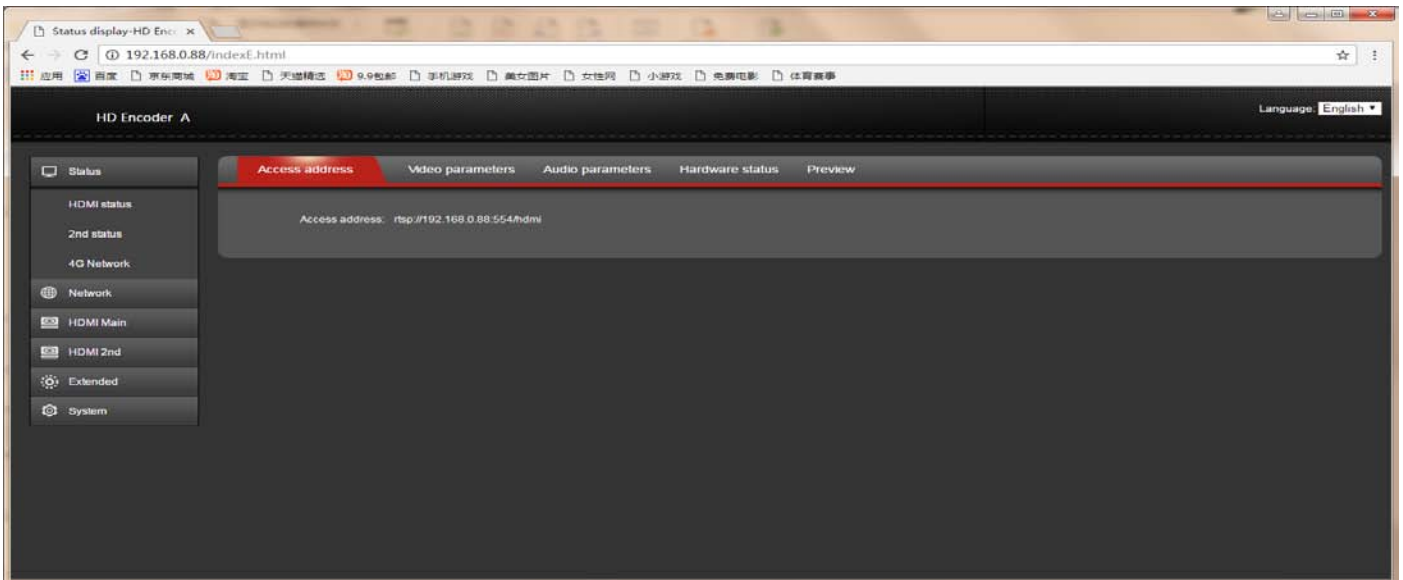 Status display-HD Enc
192.168.0.88/indexE.html
应用 百度 京东商城 淘宝 天猫精选 9.9包邮 手机游戏 美女图片 女性网 小游戏 免费电影 体育赛事
HD Encoder A
Language: English
Status
Access address Video parameters Audio parameters Hardware status Preview
HDMI status
Access address: rtsp://192.168.0.88:554/hdmi
2nd status
4G Network
Network
HDMI Main
HDMI 2nd
Extended
System